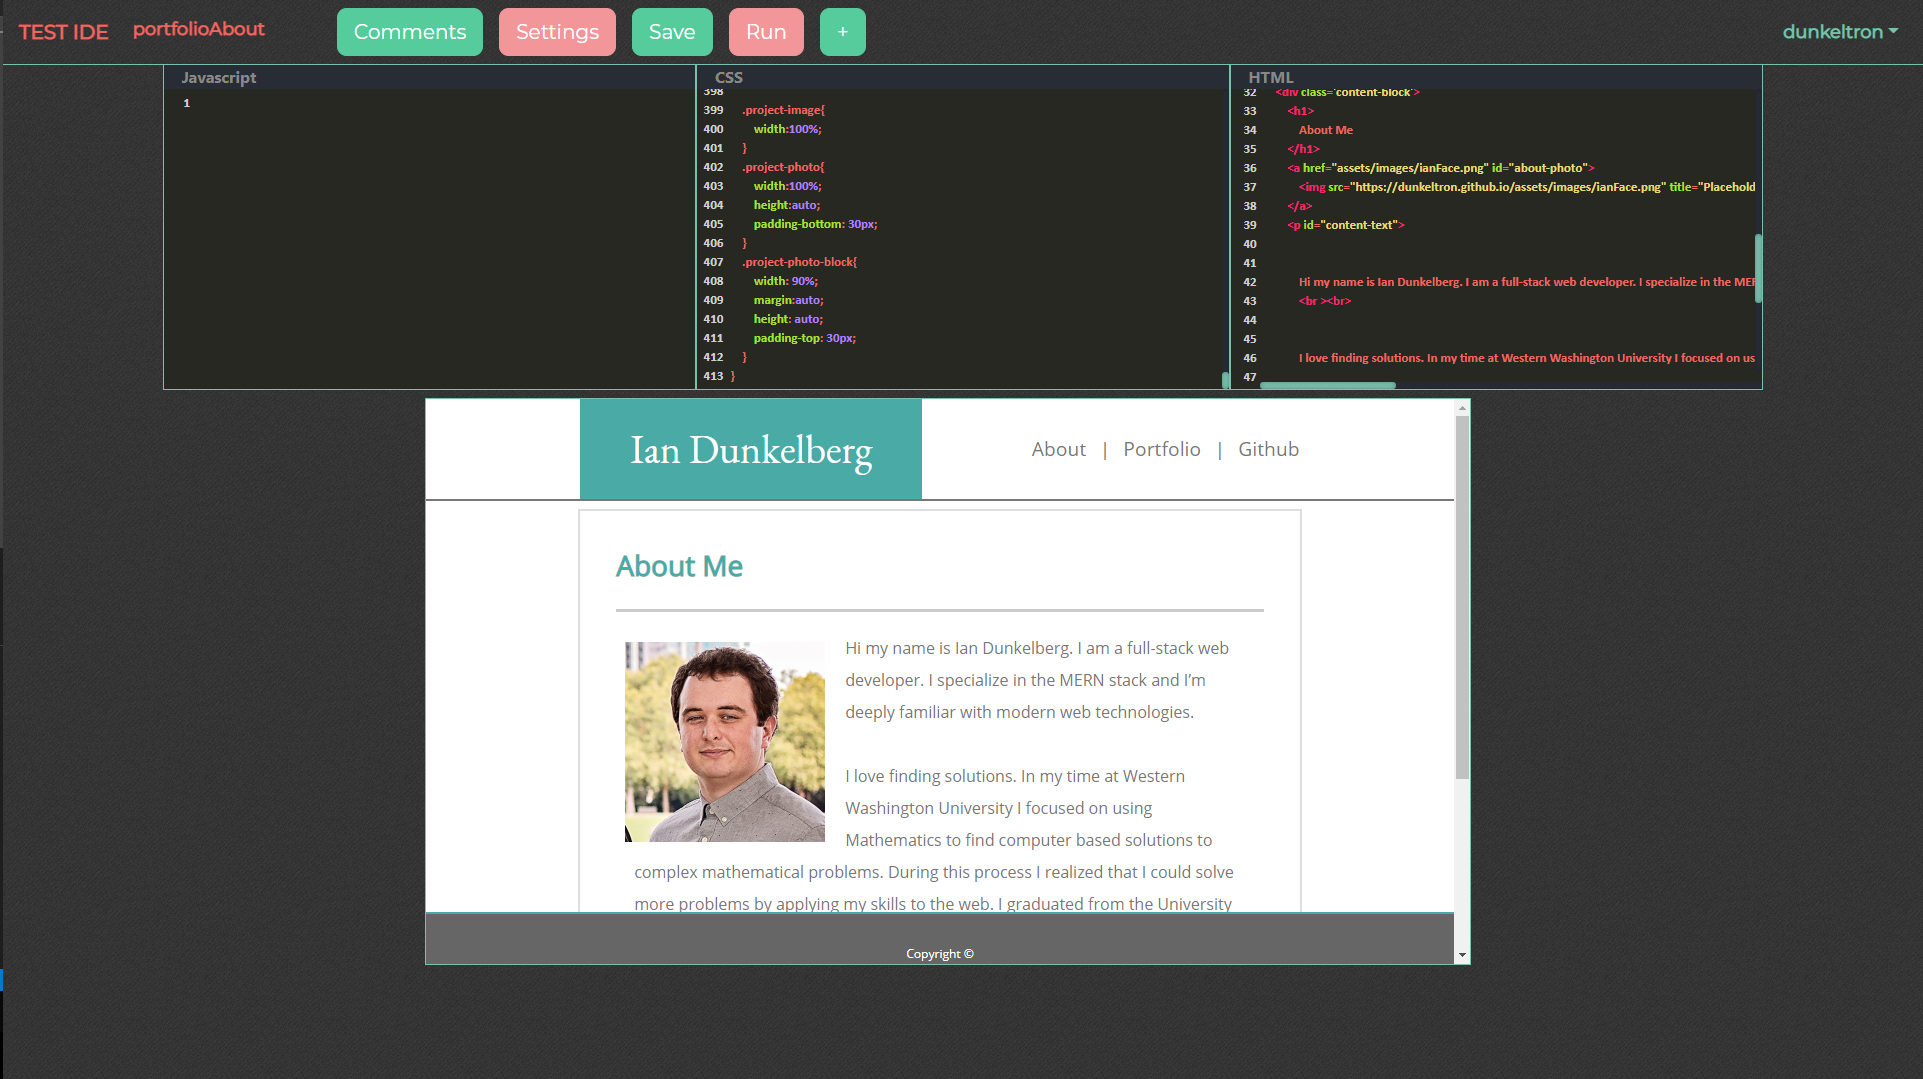 TEST IDE portfolioAbout Comments Settings Save Run + dunkeltron
Javascript
1
CSS
398
399 .project-image{
400 width:100%;
401 }
402 .project-photo{
403 width:100%;
404 height:auto;
405 padding-bottom: 30px;
406 }
407 .project-photo-block{
408 width: 90%;
409 margin:auto;
410 height: auto;
411 padding-top: 30px;
412 }
413 }
HTML
32 <div class='content-block'>
33 <h1>
34 About Me
35 </h1>
36 <a href="assets/images/ianFace.png" id="about-photo">
37 <img src="https://dunkeltron.github.io/assets/images/ianFace.png" title="Placehold
38 </a>
39 <p id="content-text">
40
41
42 Hi my name is Ian Dunkelberg. I am a full-stack web developer. I specialize in the MER
43 <br ><br>
44
45
46 I love finding solutions. In my time at Western Washington University I focused on us
47
Ian Dunkelberg
About | Portfolio | Github
About Me
Hi my name is Ian Dunkelberg. I am a full-stack web
developer. I specialize in the MERN stack and I’m
deeply familiar with modern web technologies.
I love finding solutions. In my time at Western
Washington University I focused on using
Mathematics to find computer based solutions to
complex mathematical problems. During this process I realized that I could solve
more problems by applying my skills to the web. I graduated from the University
Copyright ©